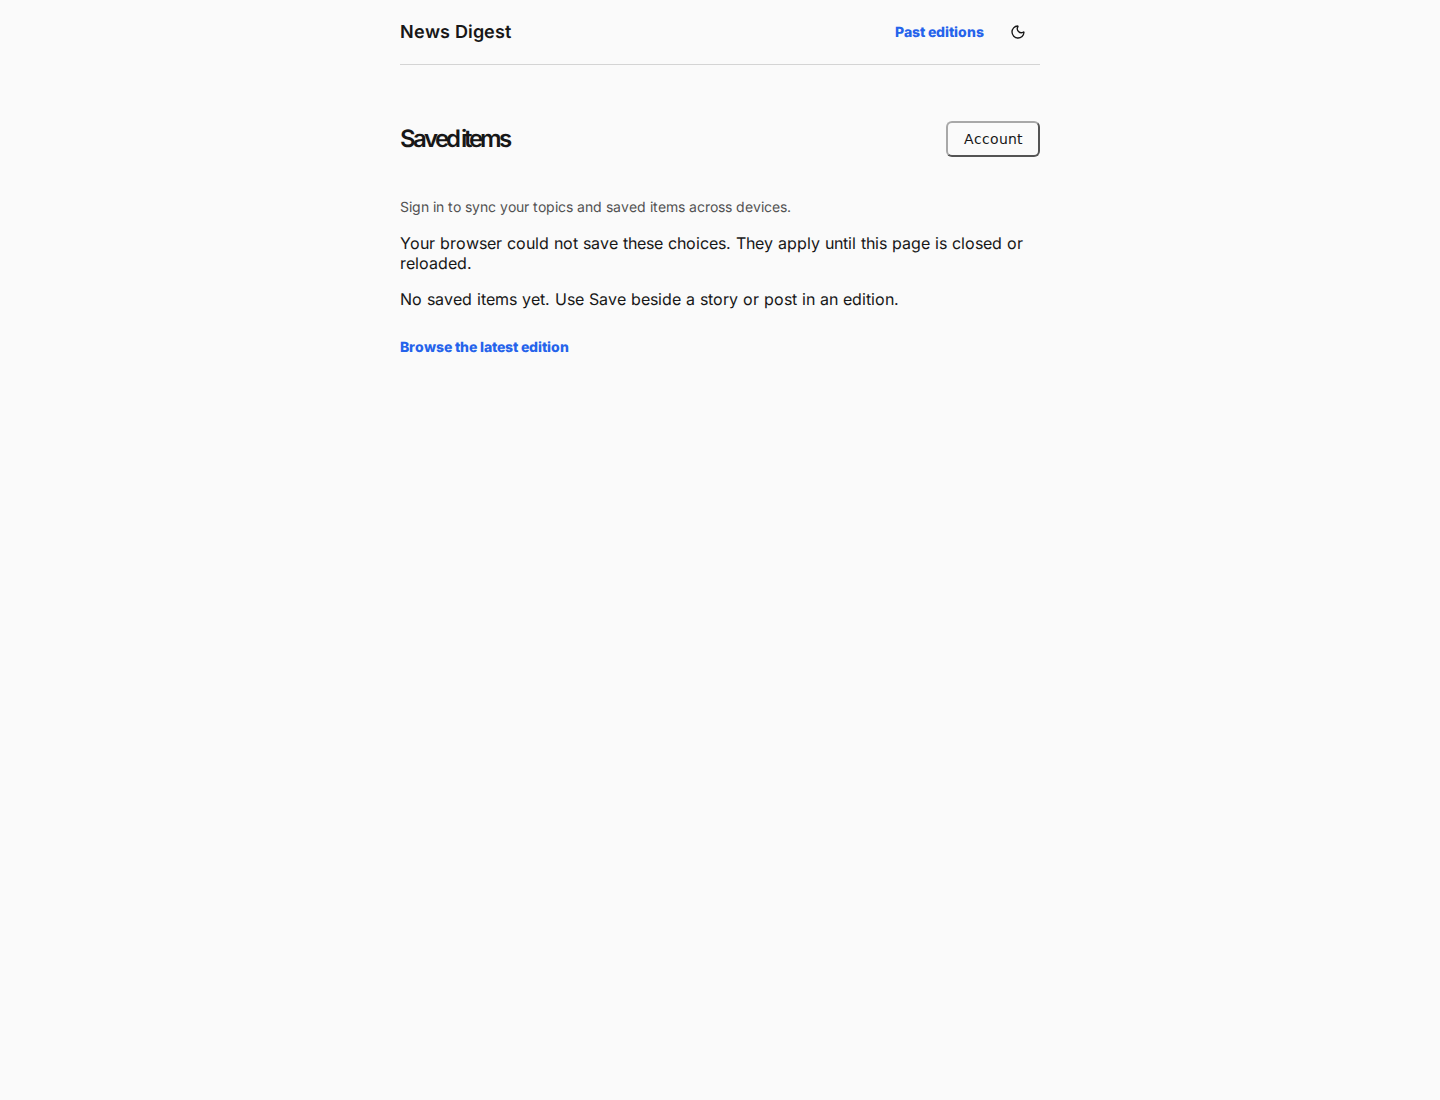 News Digest
Past editions
Saved items
Account
Sign in to sync your topics and saved items across devices.
Your browser could not save these choices. They apply until this page is closed or
reloaded.
No saved items yet. Use Save beside a story or post in an edition.
Browse the latest edition